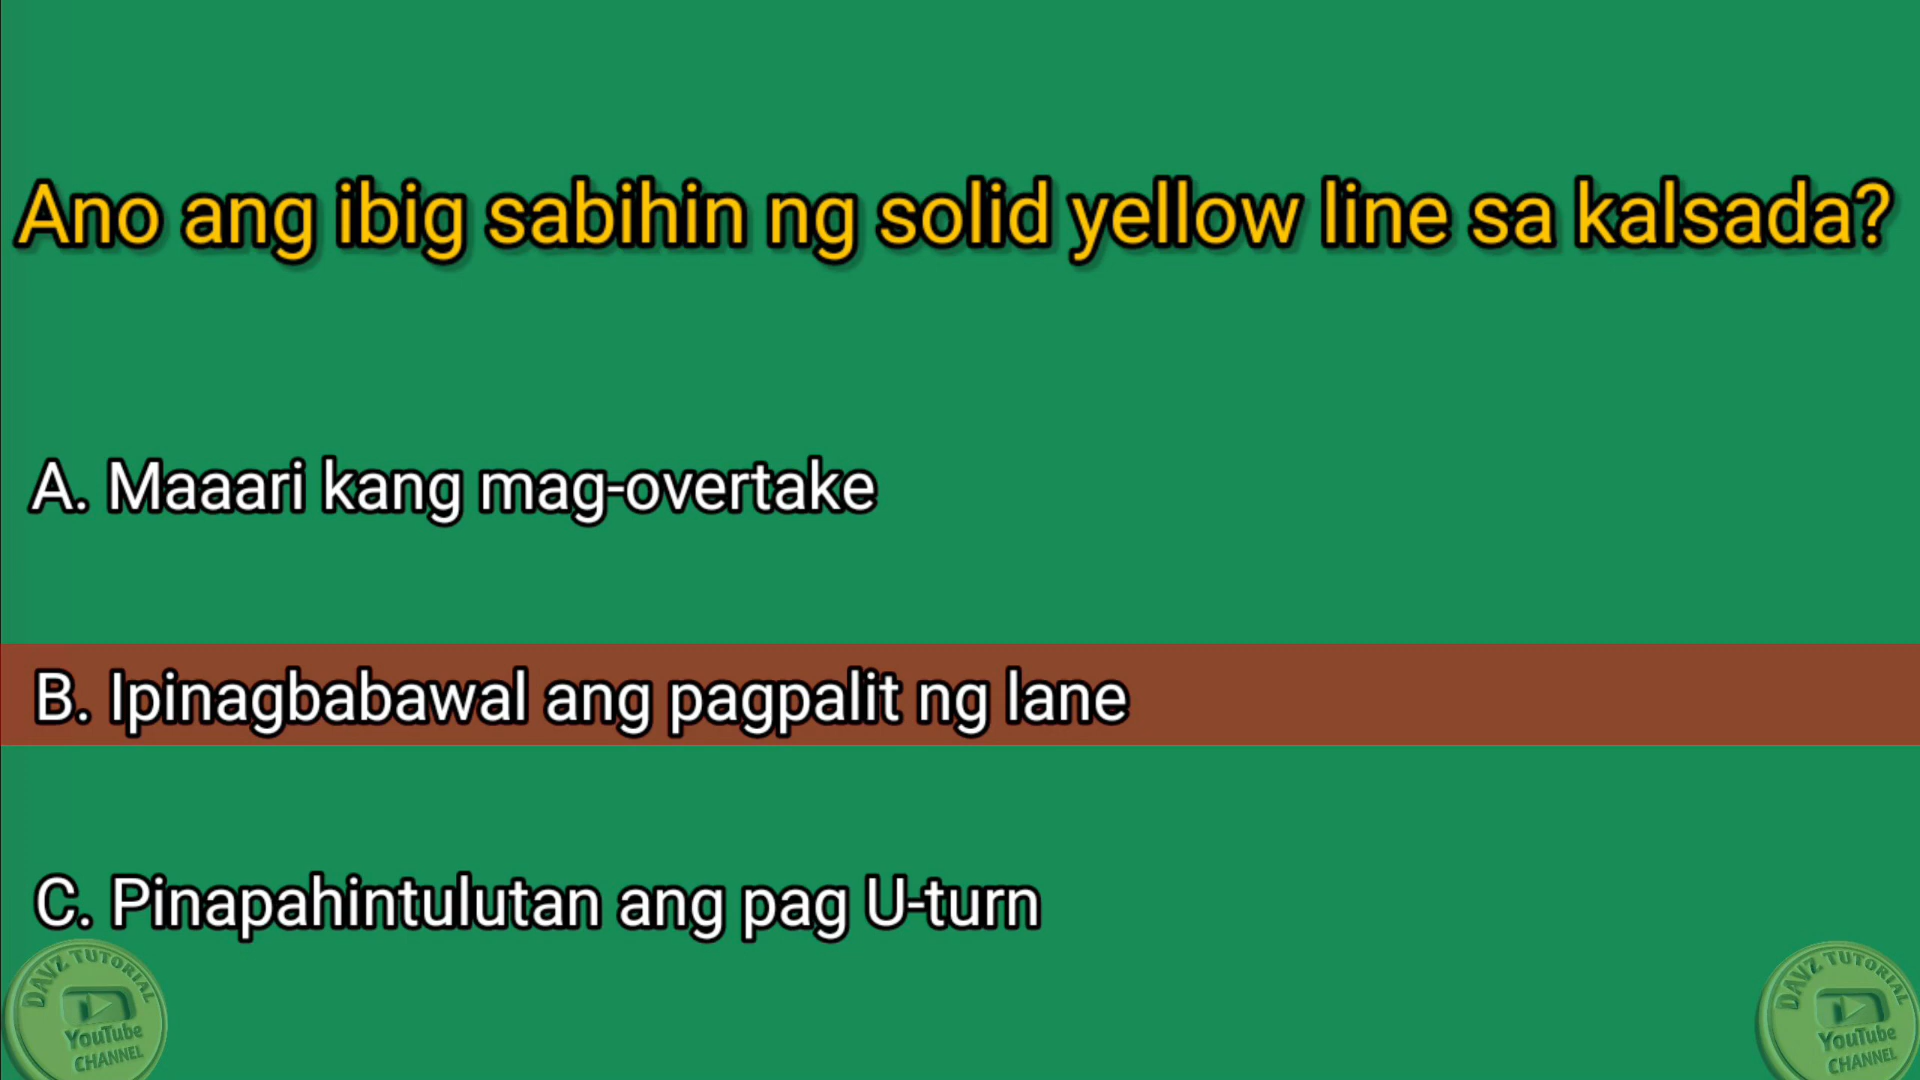 Ano ang ibig sabihin ng solid yellow line sa kalsada?
A. Maaari kang mag-overtake
B. Ipinagbabawal ang pagpalit ng lane
C. Pinapahintulutan ang pag U-turn
DAVZ TUTORIAL
YouTube
CHANNEL
DAVZ TUTORIAL
YouTube
CHANNEL